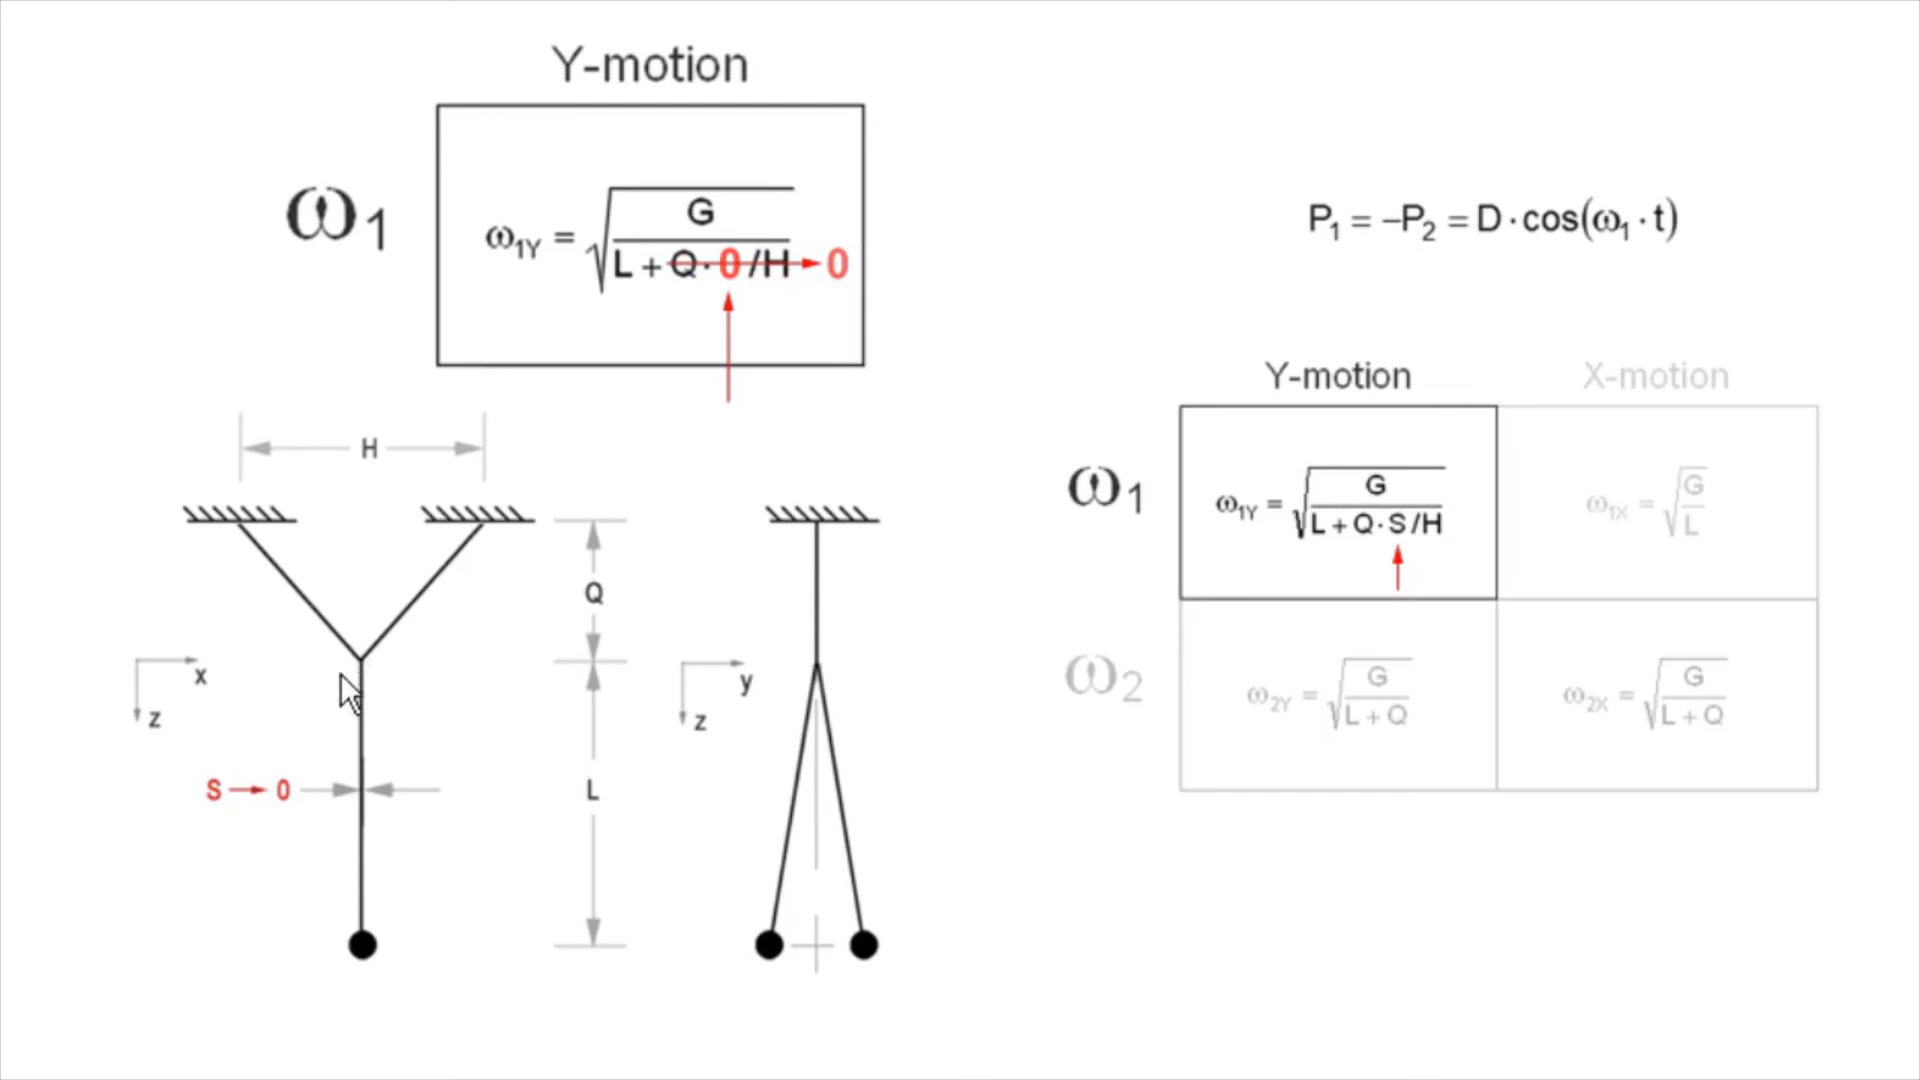 Y-motion
ω₁
ω₁Y = √(G / (L + Q · 0 / H)) → 0
P₁ = −P₂ = D · cos(ω₁ · t)
Y-motion X-motion
ω₁
ω₁Y = √(G / (L + Q · S / H))
ω₁X = √(G / L)
ω₂
ω₂Y = √(G / (L + Q))
ω₂X = √(G / (L + Q))
H
Q
x
z
y
z
S → 0
L